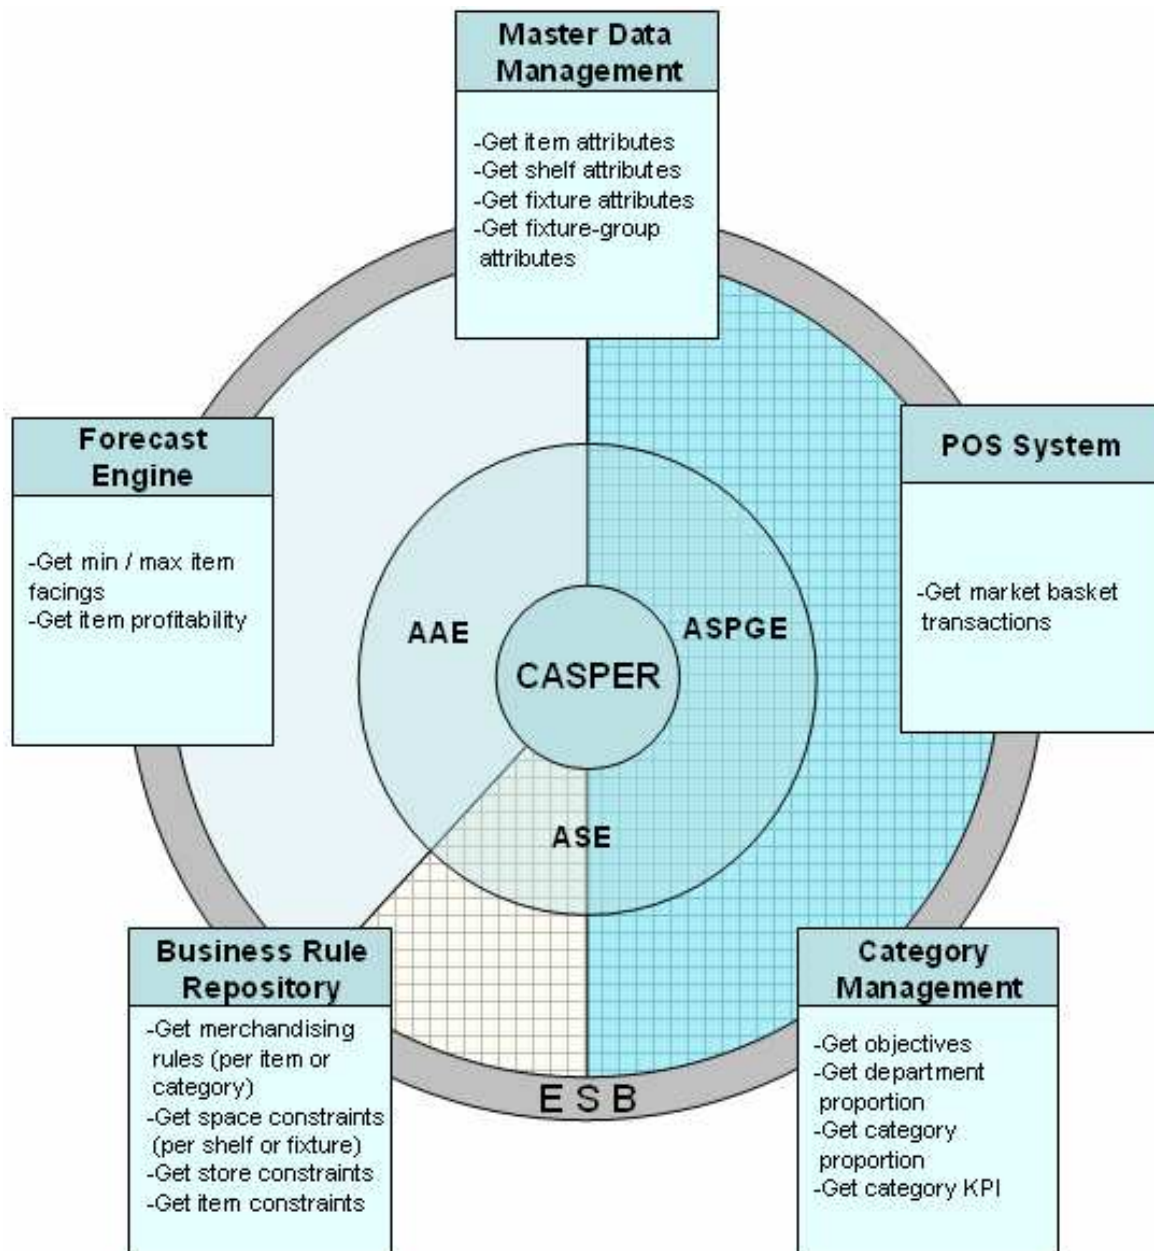 Master Data
Management
-Get item attributes
-Get shelf attributes
-Get fixture attributes
-Get fixture-group
attributes
Forecast
Engine
-Get min / max item
facings
-Get item profitability
POS System
-Get market basket
transactions
AAE
ASPGE
CASPER
ASE
Business Rule
Repository
-Get merchandising
rules (per item or
category)
-Get space constraints
(per shelf or fixture)
-Get store constraints
-Get item constraints
E S B
Category
Management
-Get objectives
-Get department
proportion
-Get category
proportion
-Get category KPI